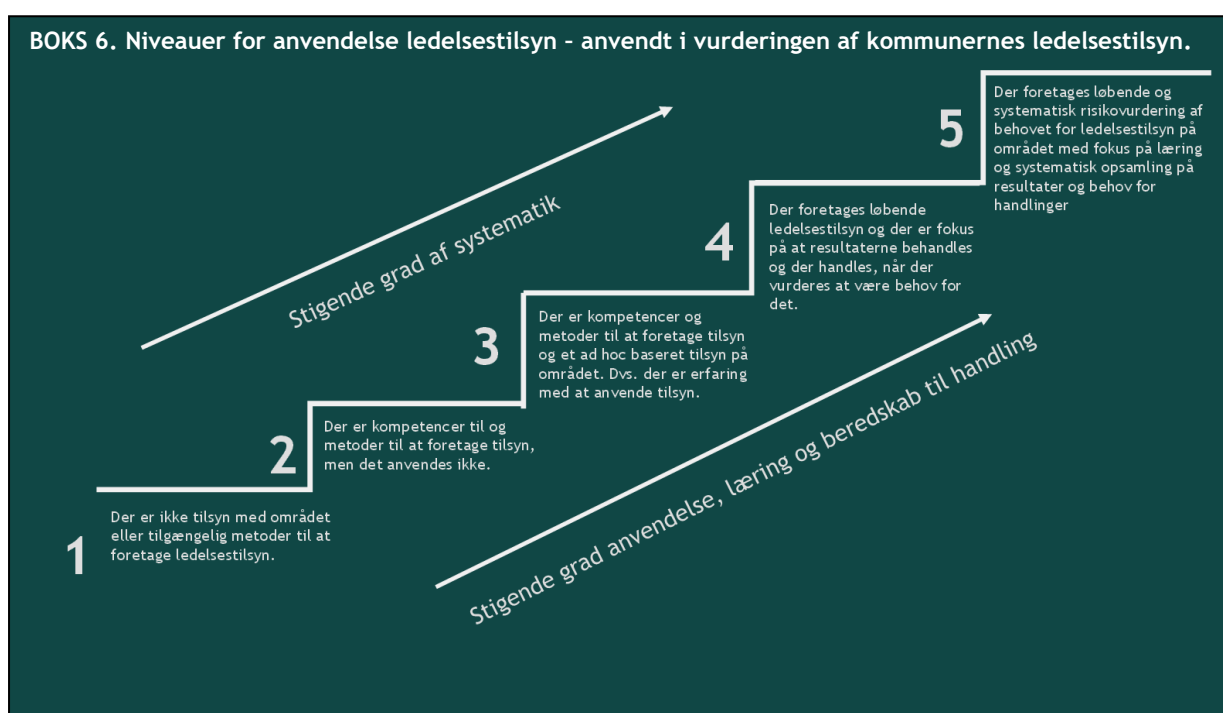 BOKS 6. Niveauer for anvendelse ledelsestilsyn – anvendt i vurderingen af kommunernes ledelsestilsyn.
Stigende grad af systematik
1
Der er ikke tilsyn med området
eller tilgængelig metoder til at
foretage ledelsestilsyn.
2
Der er kompetencer til og
metoder til at foretage tilsyn,
men det anvendes ikke.
3
Der er kompetencer og
metoder til at foretage tilsyn
og et ad hoc baseret tilsyn på
området. Dvs. der er erfaring
med at anvende tilsyn.
4
Der foretages løbende
ledelsestilsyn og der er fokus
på at resultaterne behandles
og der handles, når der
vurderes at være behov for
det.
5
Der foretages løbende og
systematisk risikovurdering af
behovet for ledelsestilsyn på
området med fokus på læring
og systematisk opsamling på
resultater og behov for
handlinger
Stigende grad anvendelse, læring og beredskab til handling